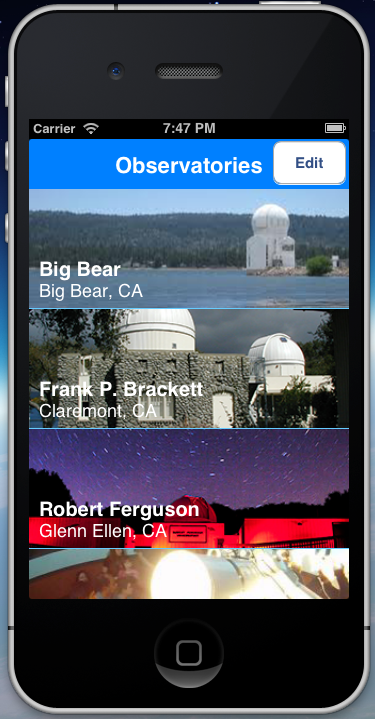 Carrier 7:47 PM
Observatories Edit
Big Bear
Big Bear, CA
Frank P. Brackett
Claremont, CA
Robert Ferguson
Glenn Ellen, CA